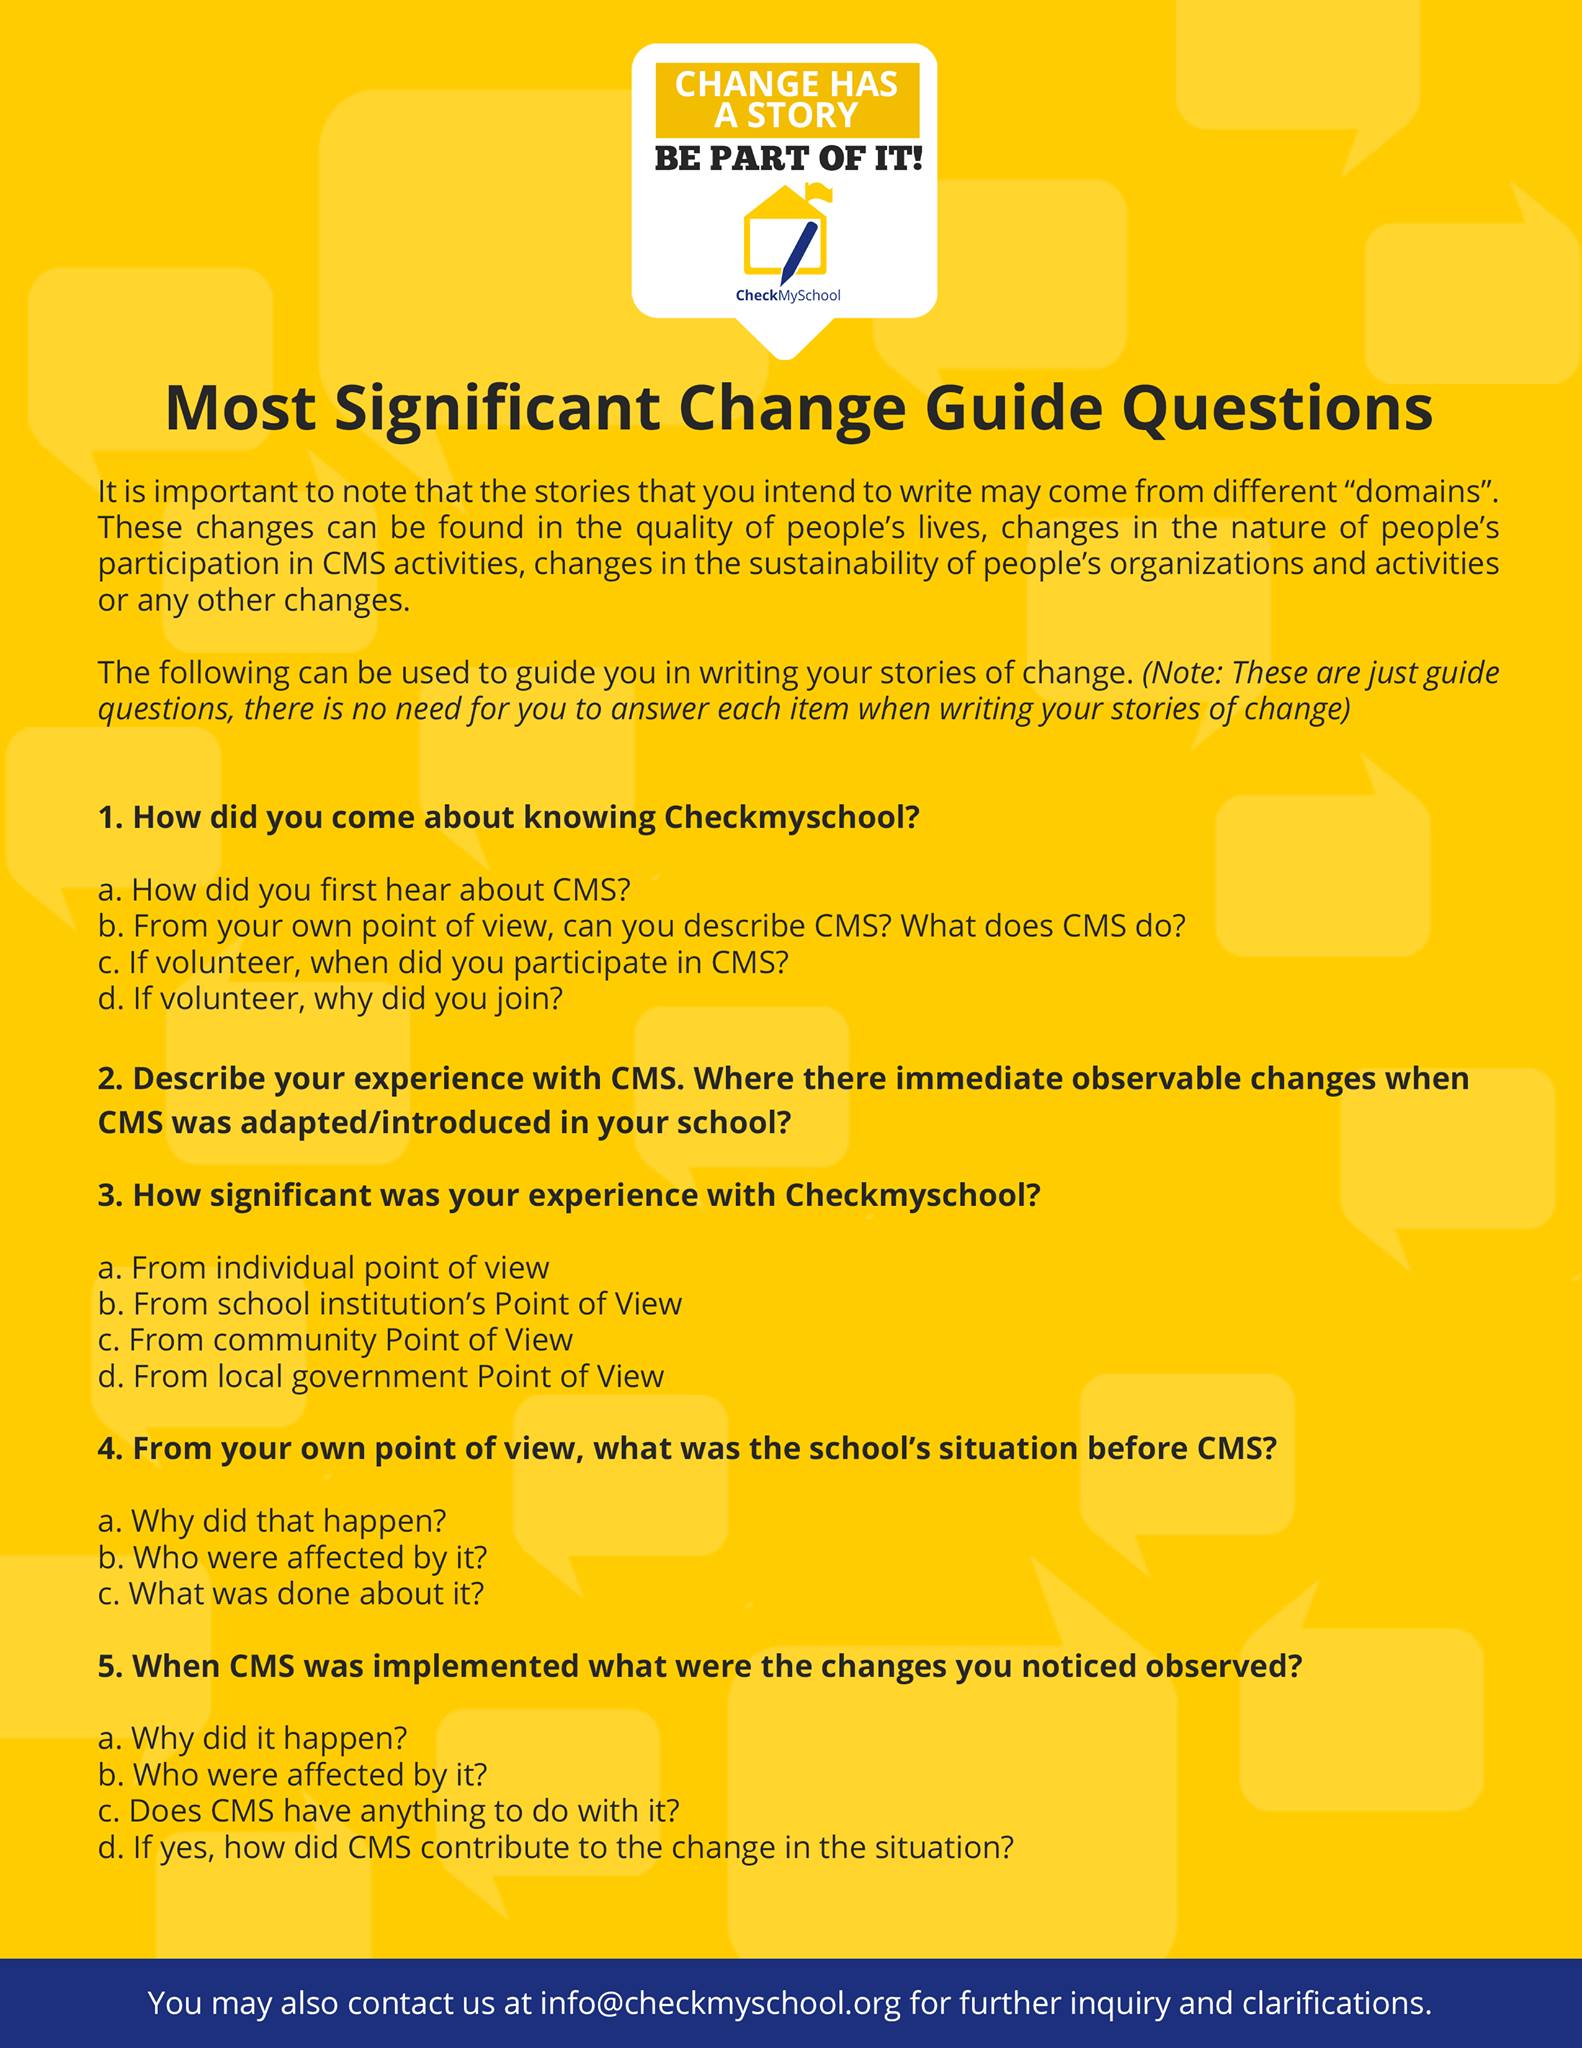 CHANGE HAS
A STORY
BE PART OF IT!
CheckMySchool
Most Significant Change Guide Questions
It is important to note that the stories that you intend to write may come from different “domains”.
These changes can be found in the quality of people’s lives, changes in the nature of people’s
participation in CMS activities, changes in the sustainability of people’s organizations and activities
or any other changes.
The following can be used to guide you in writing your stories of change. (Note: These are just guide
questions, there is no need for you to answer each item when writing your stories of change)
1. How did you come about knowing Checkmyschool?
a. How did you first hear about CMS?
b. From your own point of view, can you describe CMS? What does CMS do?
c. If volunteer, when did you participate in CMS?
d. If volunteer, why did you join?
2. Describe your experience with CMS. Where there immediate observable changes when
CMS was adapted/introduced in your school?
3. How significant was your experience with Checkmyschool?
a. From individual point of view
b. From school institution’s Point of View
c. From community Point of View
d. From local government Point of View
4. From your own point of view, what was the school’s situation before CMS?
a. Why did that happen?
b. Who were affected by it?
c. What was done about it?
5. When CMS was implemented what were the changes you noticed observed?
a. Why did it happen?
b. Who were affected by it?
c. Does CMS have anything to do with it?
d. If yes, how did CMS contribute to the change in the situation?
You may also contact us at info@checkmyschool.org for further inquiry and clarifications.